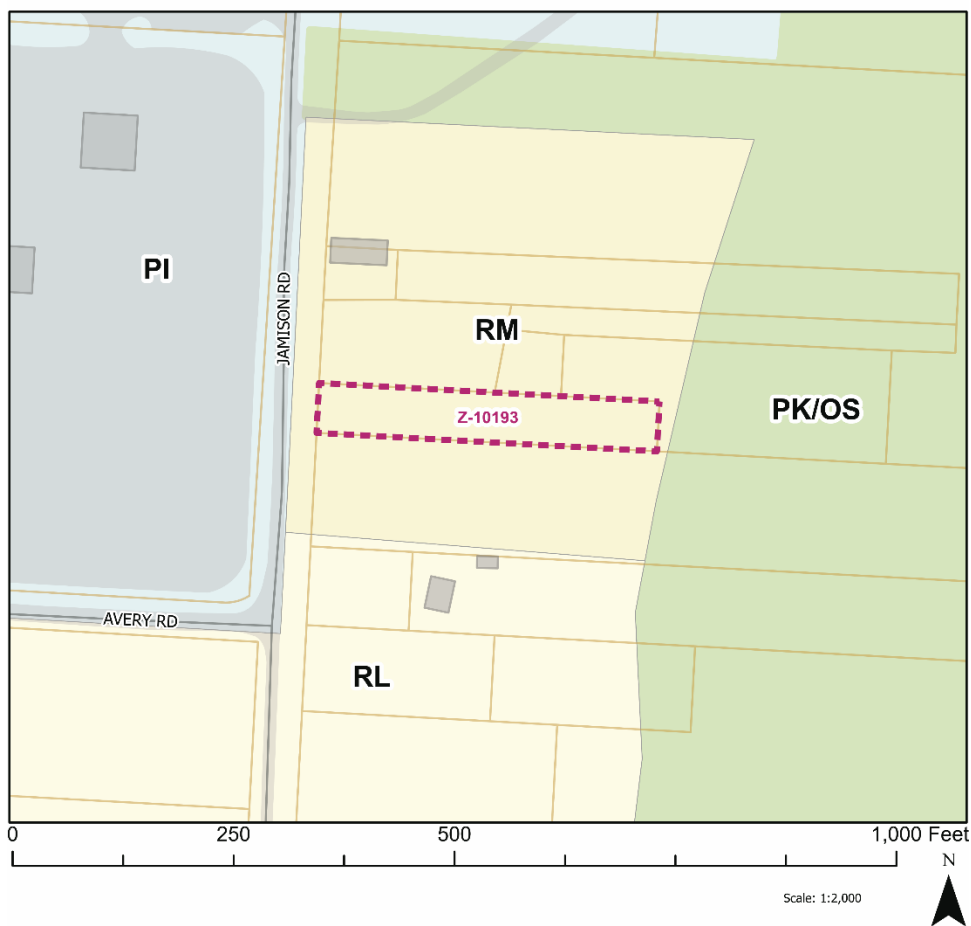 PI
JAMISON RD
RM
Z-10193
PK/OS
AVERY RD
RL
0 250 500 1,000 Feet
N
Scale: 1:2,000